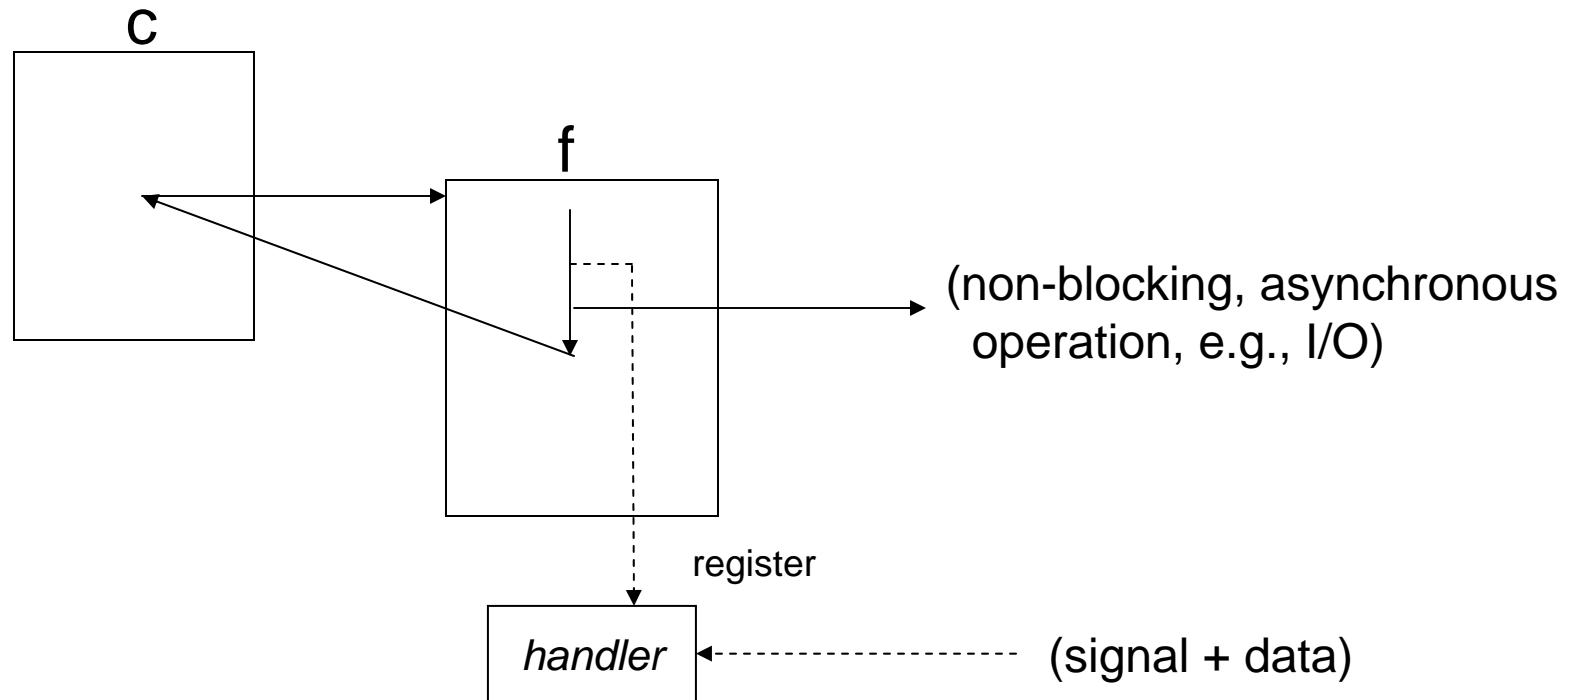 c
f
(non-blocking, asynchronous
operation, e.g., I/O)
register
handler
(signal + data)